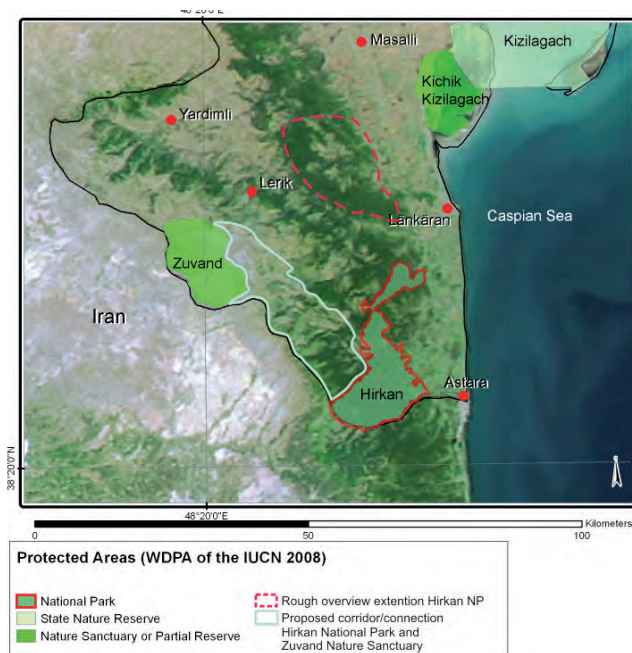 48°20'0"E
Masalli
Kizilagach
Kichik
Kizilagach
Yardimli
Lerik
Länkäran
Caspian Sea
Zuvand
Iran
Hirkan
Astara
38°20'0"N
48°20'0"E
0 50 100 Kilometers
Protected Areas (WDPA of the IUCN 2008)
National Park
State Nature Reserve
Nature Sanctuary or Partial Reserve
Rough overview extention Hirkan NP
Proposed corridor/connection
Hirkan National Park and
Zuvand Nature Sanctuary